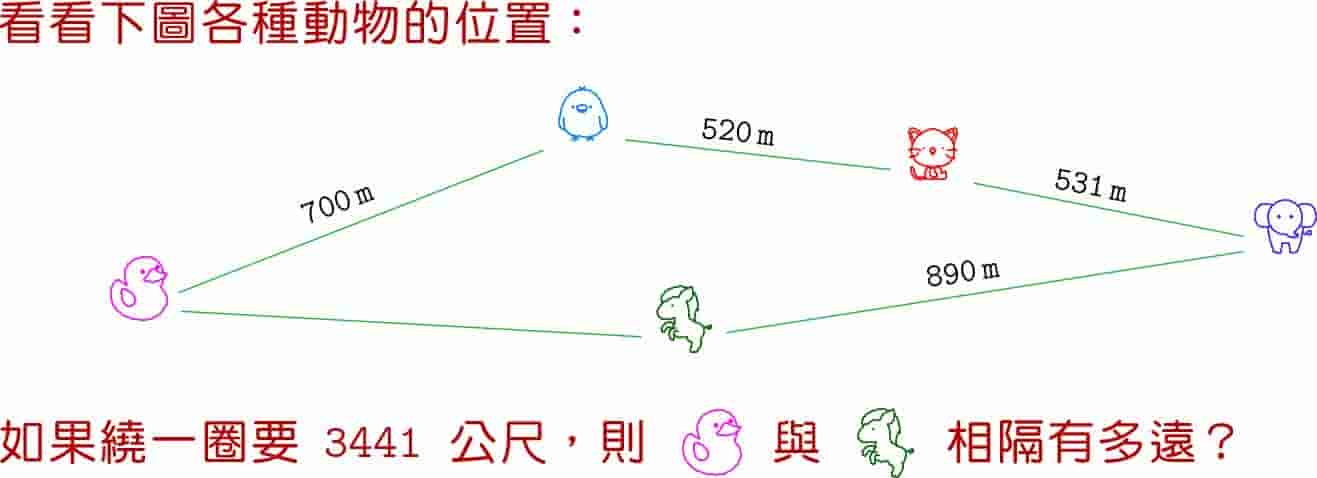 看看下圖各種動物的位置：
520 m
531 m
700 m
890 m
如果繞一圈要 3441 公尺，則 與 相隔有多遠？